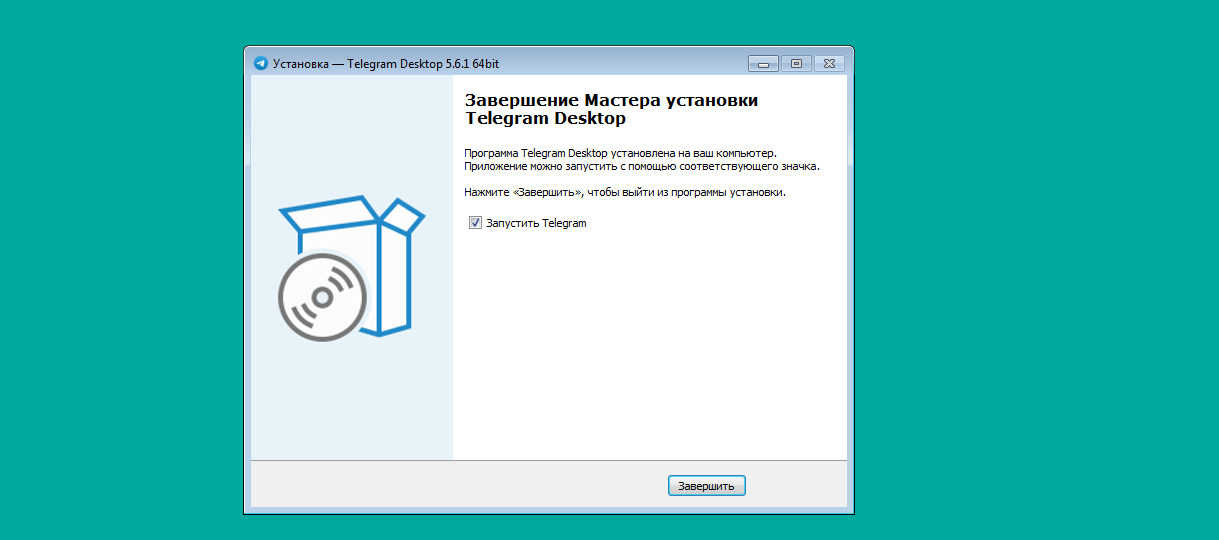 Установка — Telegram Desktop 5.6.1 64bit
Завершение Мастера установки
Telegram Desktop
Программа Telegram Desktop установлена на ваш компьютер.
Приложение можно запустить с помощью соответствующего значка.
Нажмите «Завершить», чтобы выйти из программы установки.
Запустить Telegram
Завершить